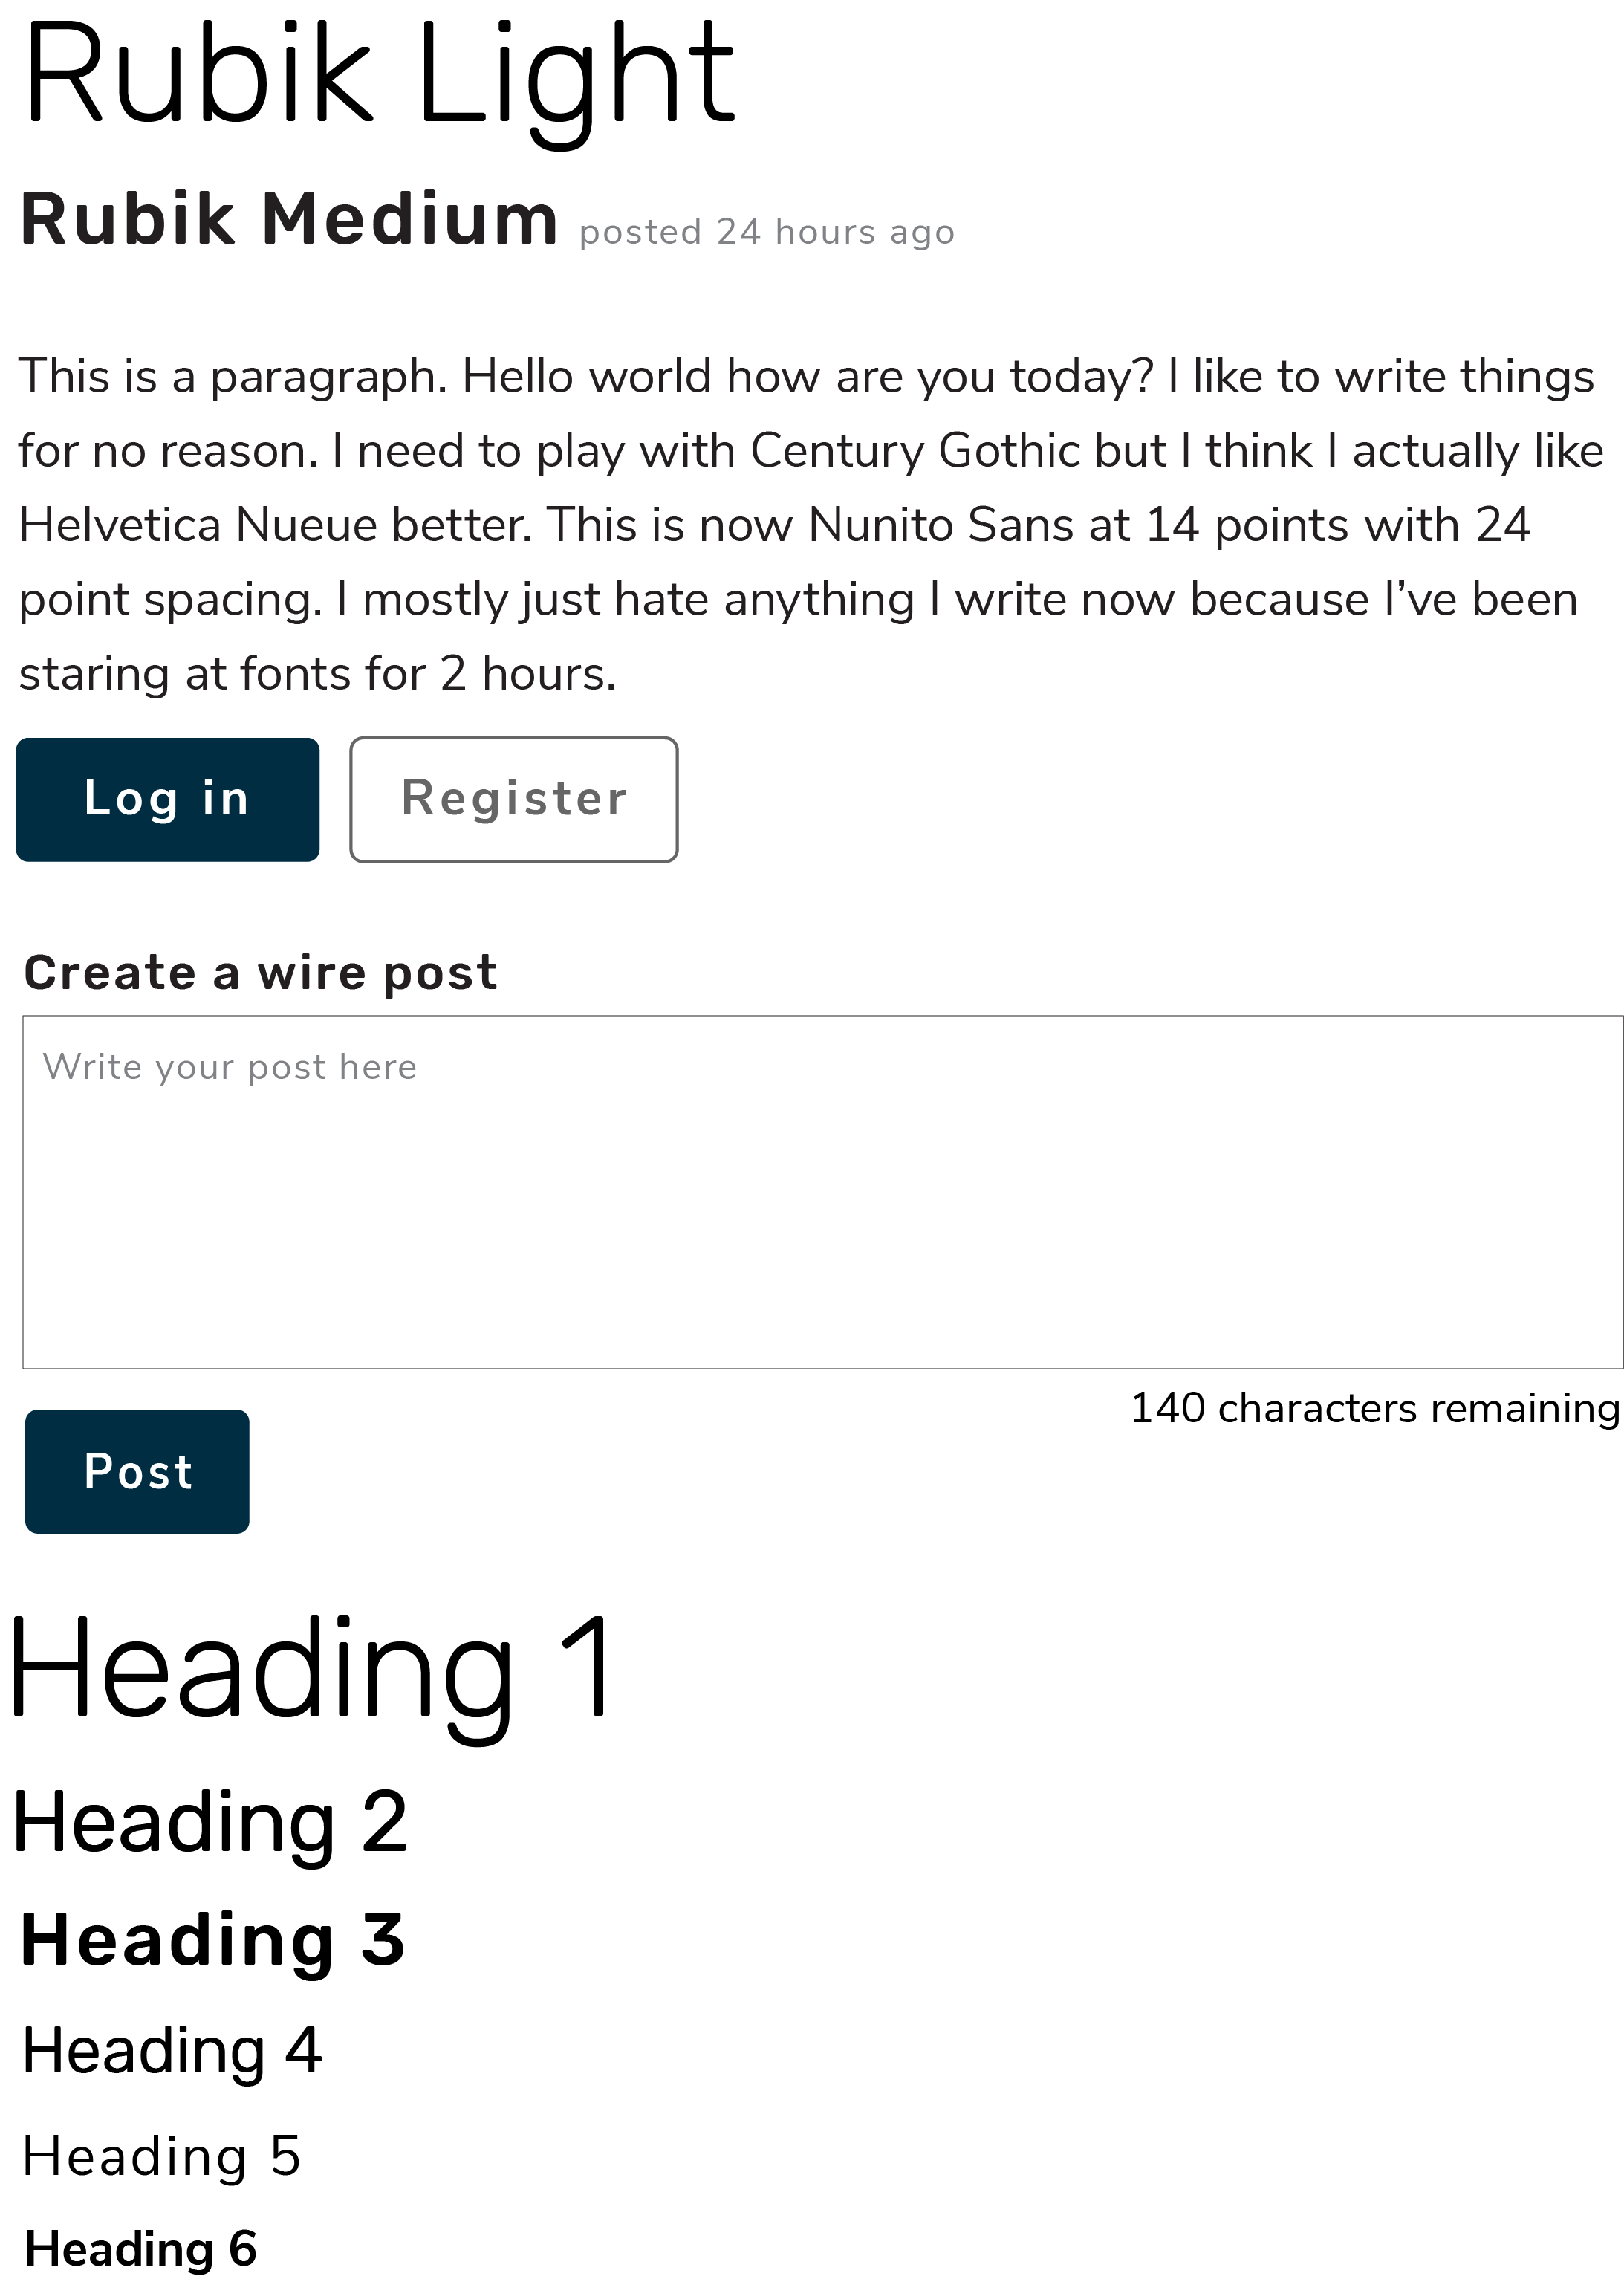 Rubik Light
Rubik Medium posted 24 hours ago
This is a paragraph. Hello world how are you today? I like to write things
for no reason. I need to play with Century Gothic but I think I actually like
Helvetica Nueue better. This is now Nunito Sans at 14 points with 24
point spacing. I mostly just hate anything I write now because I’ve been
staring at fonts for 2 hours.
Log in Register
Create a wire post
Write your post here
140 characters remaining
Post
Heading 1
Heading 2
Heading 3
Heading 4
Heading 5
Heading 6